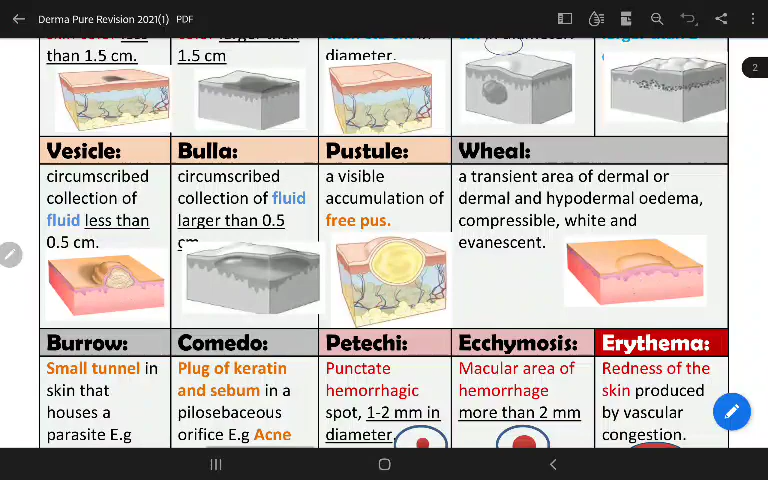 Derma Pure Revision 2021(1) PDF
2
than 1.5 cm.
1.5 cm
diameter.
Vesicle:
circumscribed
collection of
fluid less than
0.5 cm.
Bulla:
circumscribed
collection of fluid
larger than 0.5
cm
Pustule:
a visible
accumulation of
free pus.
Wheal:
a transient area of dermal or
dermal and hypodermal oedema,
compressible, white and
evanescent.
Burrow:
Small tunnel in
skin that
houses a
parasite E.g
Comedo:
Plug of keratin
and sebum in a
pilosebaceous
orifice E.g Acne
Petechi:
Punctate
hemorrhagic
spot, 1-2 mm in
diameter.
Ecchymosis:
Macular area of
hemorrhage
more than 2 mm
Erythema:
Redness of the
skin produced
by vascular
congestion.